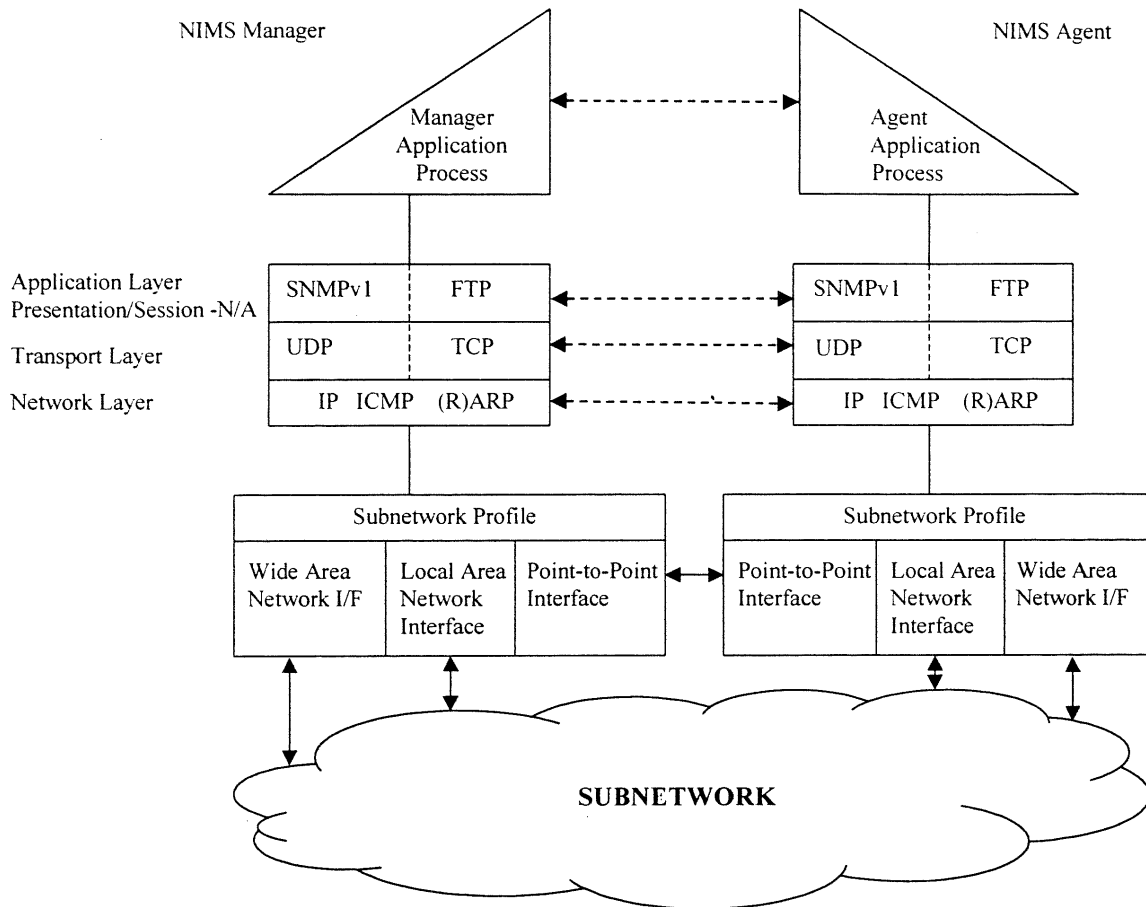 NIMS Manager
NIMS Agent
Manager
Application
Process
Agent
Application
Process
Application Layer
Presentation/Session -N/A
SNMPv1 FTP
SNMPv1 FTP
Transport Layer
UDP TCP
UDP TCP
Network Layer
IP ICMP (R)ARP
IP ICMP (R)ARP
Subnetwork Profile
Subnetwork Profile
Wide Area
Network I/F
Local Area
Network
Interface
Point-to-Point
Interface
Point-to-Point
Interface
Local Area
Network
Interface
Wide Area
Network I/F
SUBNETWORK